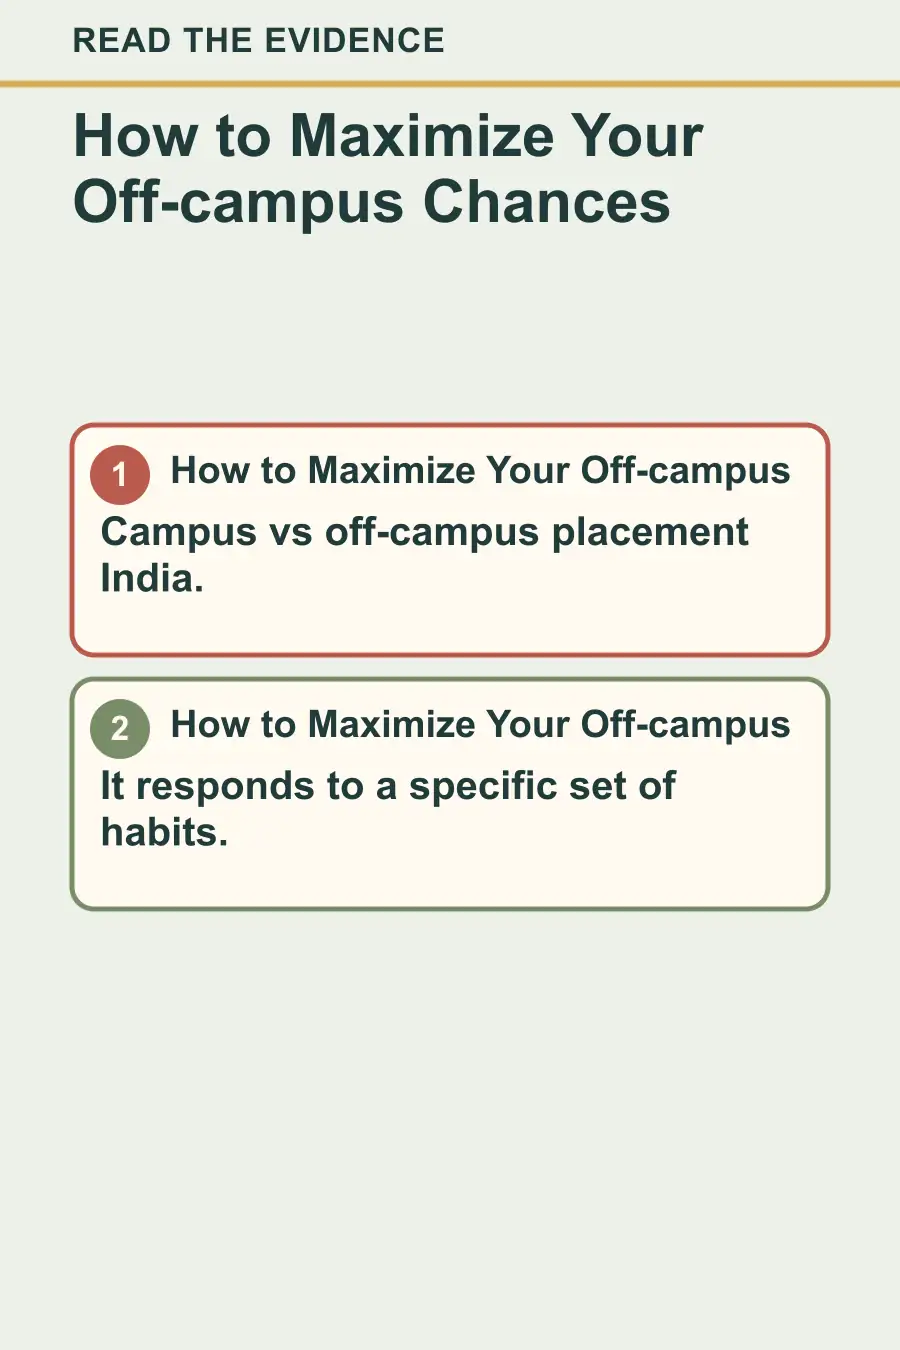 READ THE EVIDENCE
How to Maximize Your
Off-campus Chances
1 How to Maximize Your Off-campus
Campus vs off-campus placement
India.
2 How to Maximize Your Off-campus
It responds to a specific set of
habits.